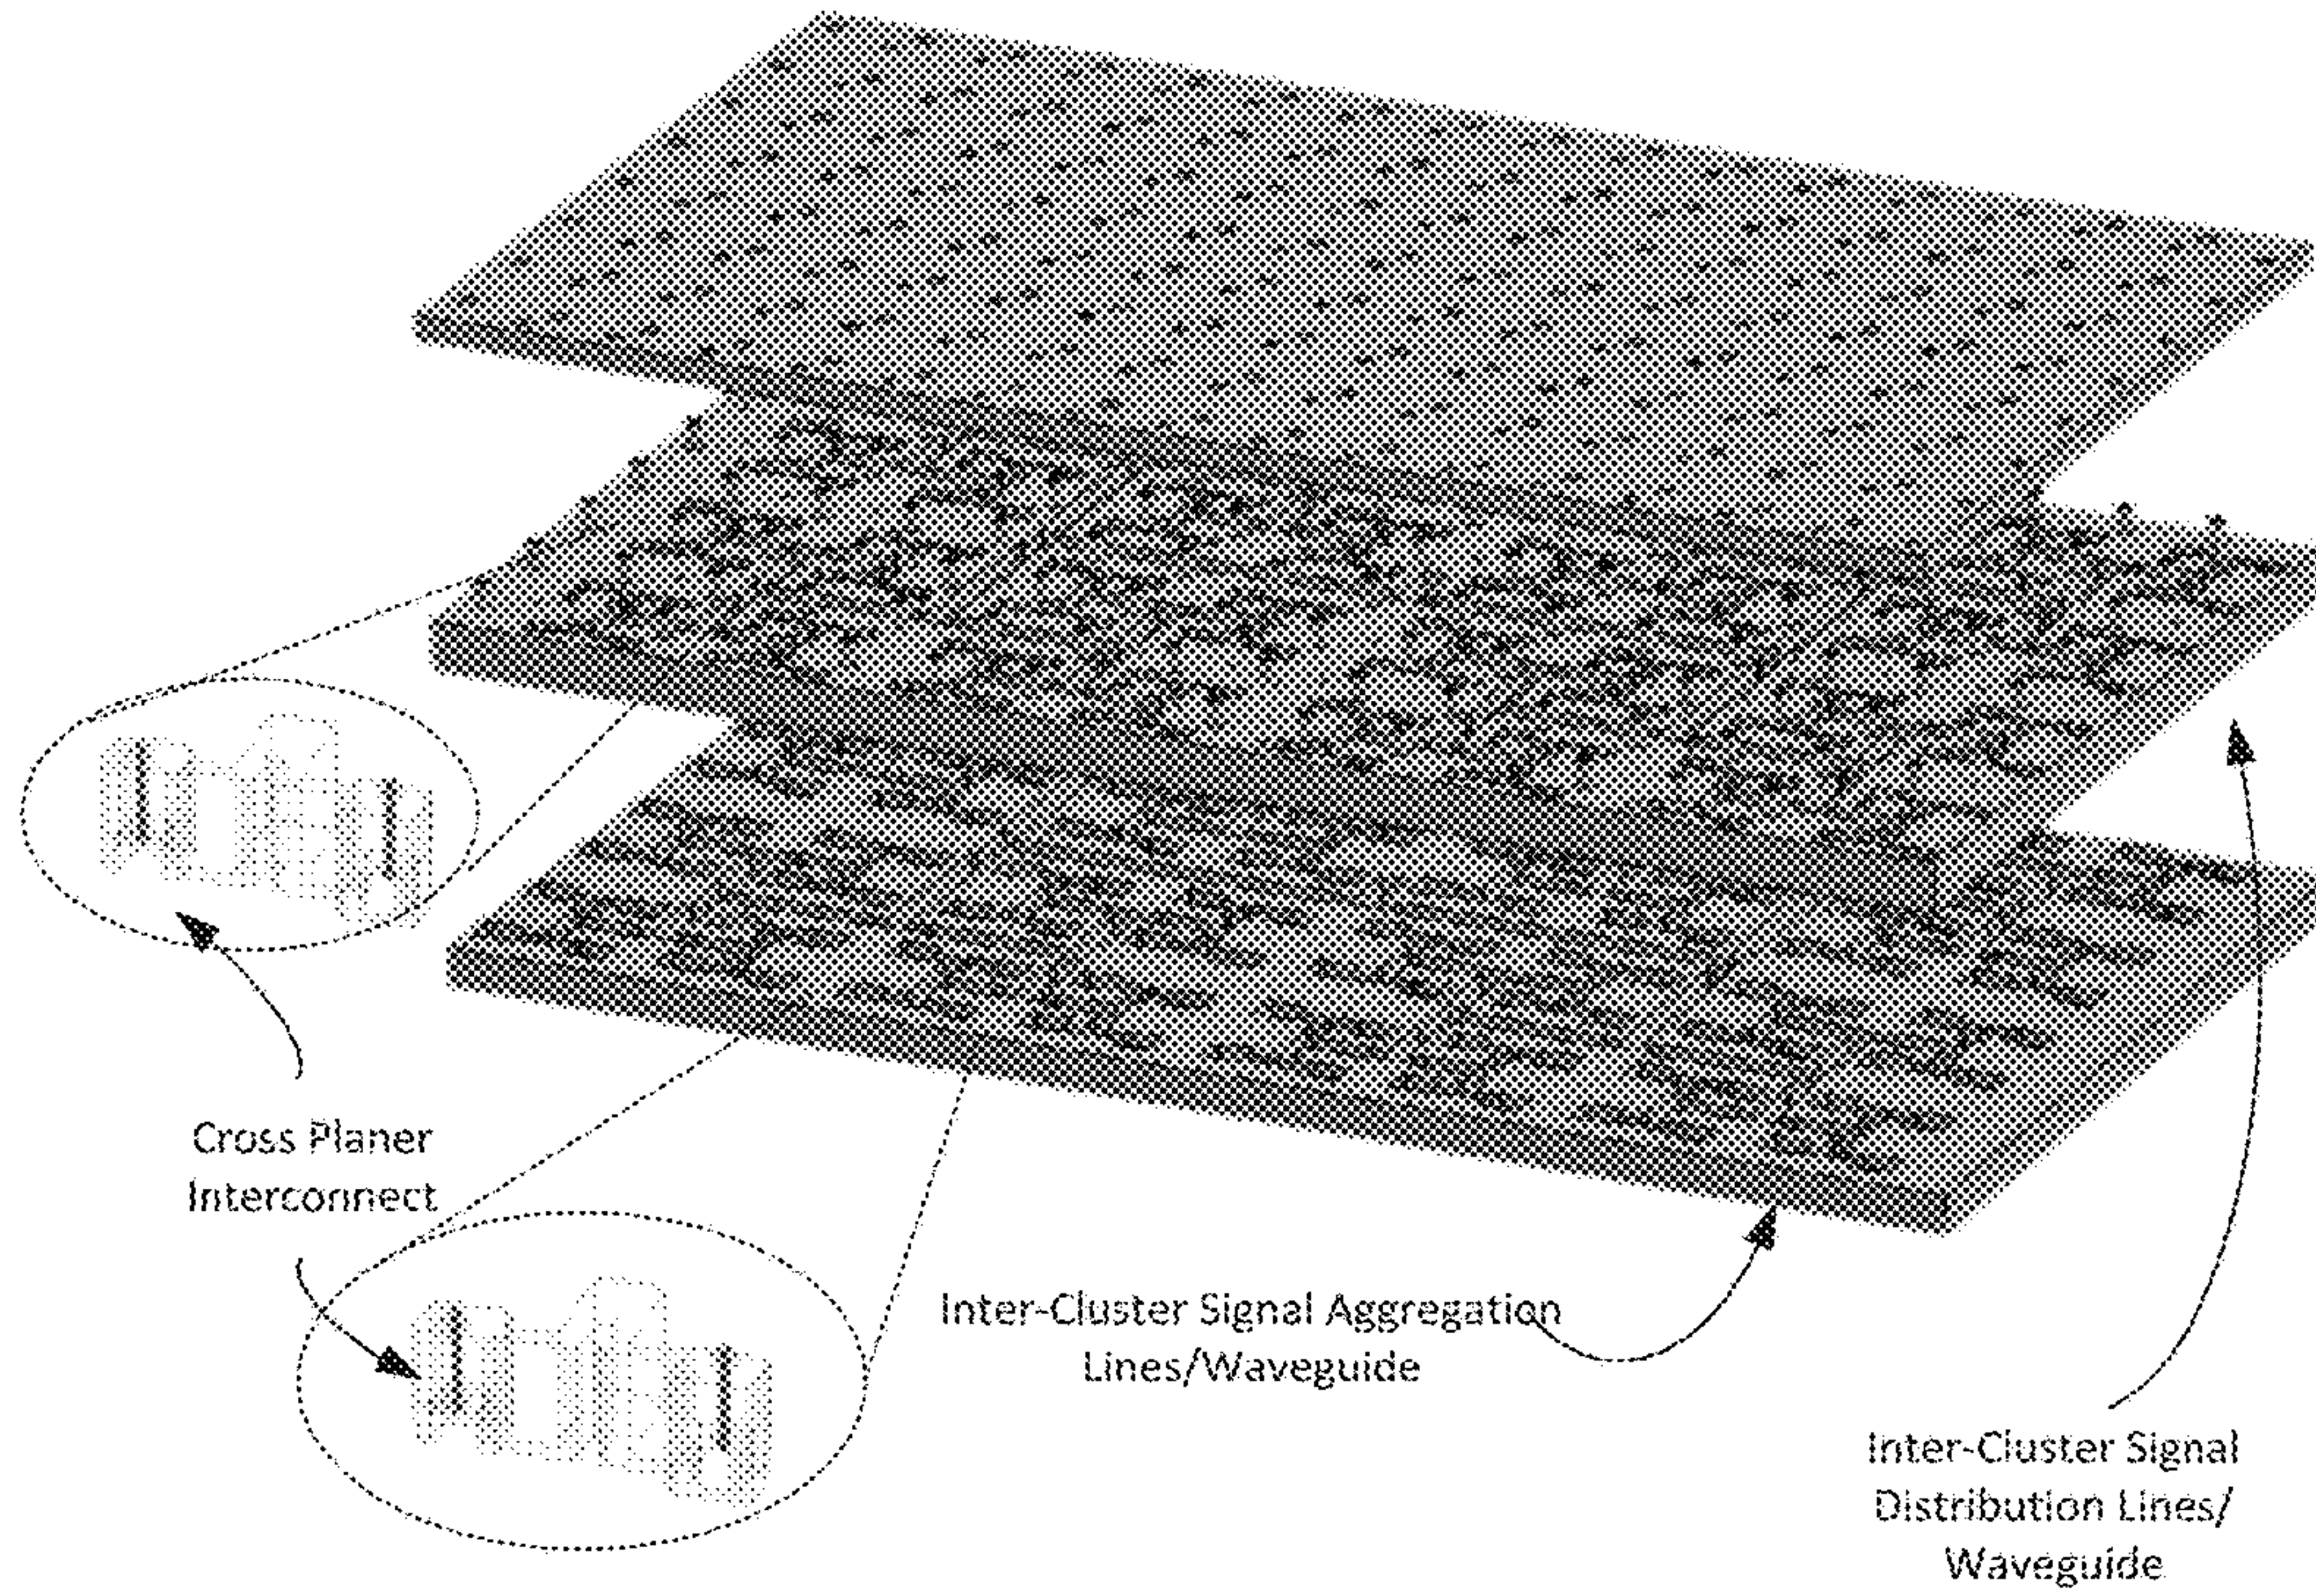 Cross Planer
Interconnect
Inter-Cluster Signal Aggregation
Lines/Waveguide
Inter-Cluster Signal
Distribution Lines/
Waveguide